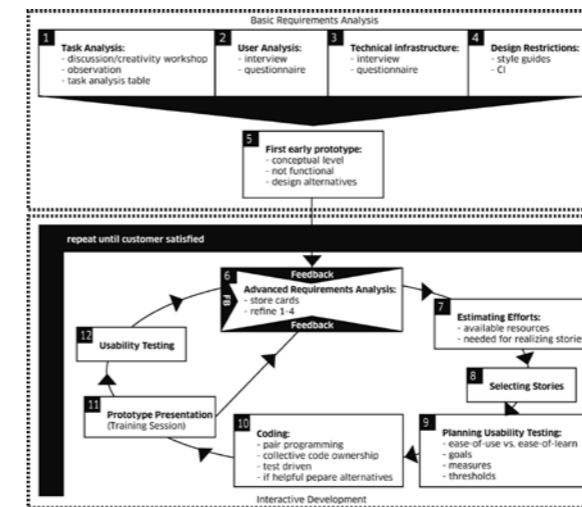 Basic Requirements Analysis
1
Task Analysis:
- discussion/creativity workshop
- observation
- task analysis table
2
User Analysis:
- interview
- questionnaire
3
Technical infrastructure:
- interview
- questionnaire
4
Design Restrictions:
- style guides
- CI
5
First early prototype:
- conceptual level
- not functional
- design alternatives
repeat until customer satisfied
6
Feedback
FB
Advanced Requirements Analysis:
- store cards
- refine 1-4
Feedback
7
Estimating Efforts:
- available resources
- needed for realizing stories
8
Selecting Stories
9
Planning Usability Testing:
- ease-of-use vs. ease-of-learn
- goals
- measures
- thresholds
10
Coding:
- pair programming
- collective code ownership
- test driven
- if helpful pepare alternatives
11
Prototype Presentation
(Training Session)
12
Usability Testing
Interactive Development